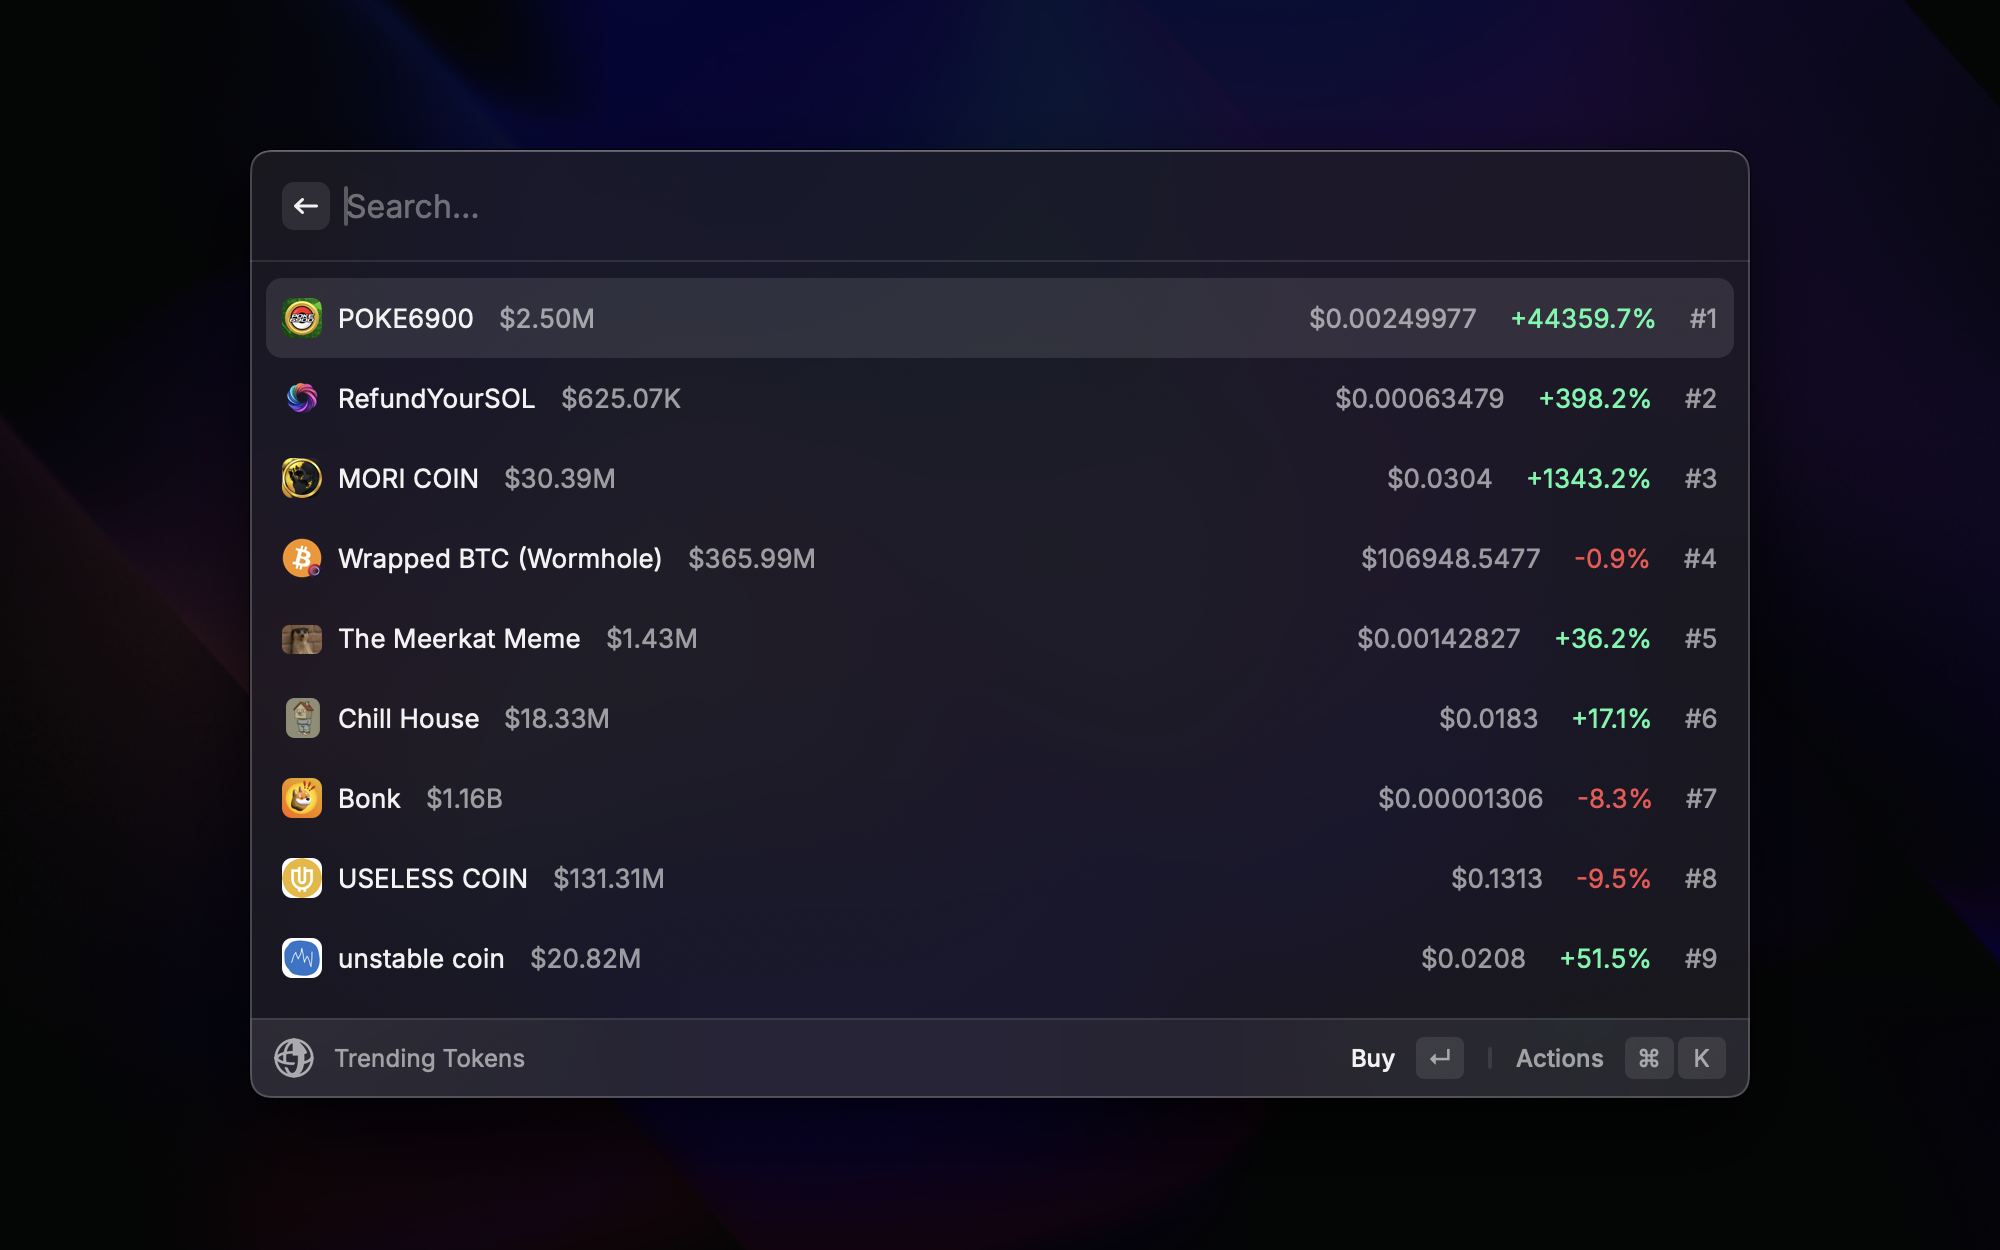 Search...
POKE6900 $2.50M $0.00249977 +44359.7% #1
RefundYourSOL $625.07K $0.00063479 +398.2% #2
MORI COIN $30.39M $0.0304 +1343.2% #3
Wrapped BTC (Wormhole) $365.99M $106948.5477 -0.9% #4
The Meerkat Meme $1.43M $0.00142827 +36.2% #5
Chill House $18.33M $0.0183 +17.1% #6
Bonk $1.16B $0.00001306 -8.3% #7
USELESS COIN $131.31M $0.1313 -9.5% #8
unstable coin $20.82M $0.0208 +51.5% #9
Trending Tokens Buy ↵ Actions ⌘ K